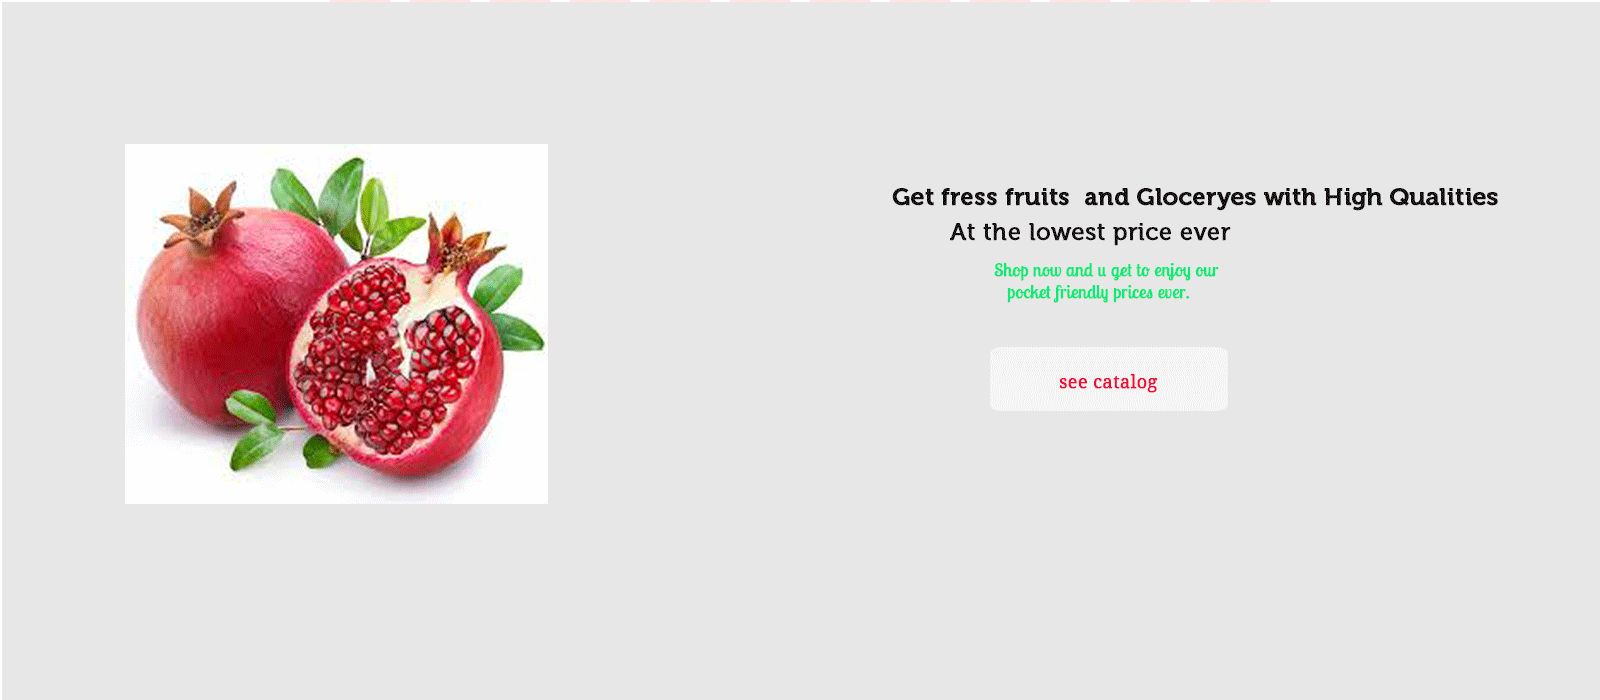 Get fress fruits  and Gloceryes with High Qualities
At the lowest price ever
Shop now and u get to enjoy our
pocket friendly prices ever.
see catalog